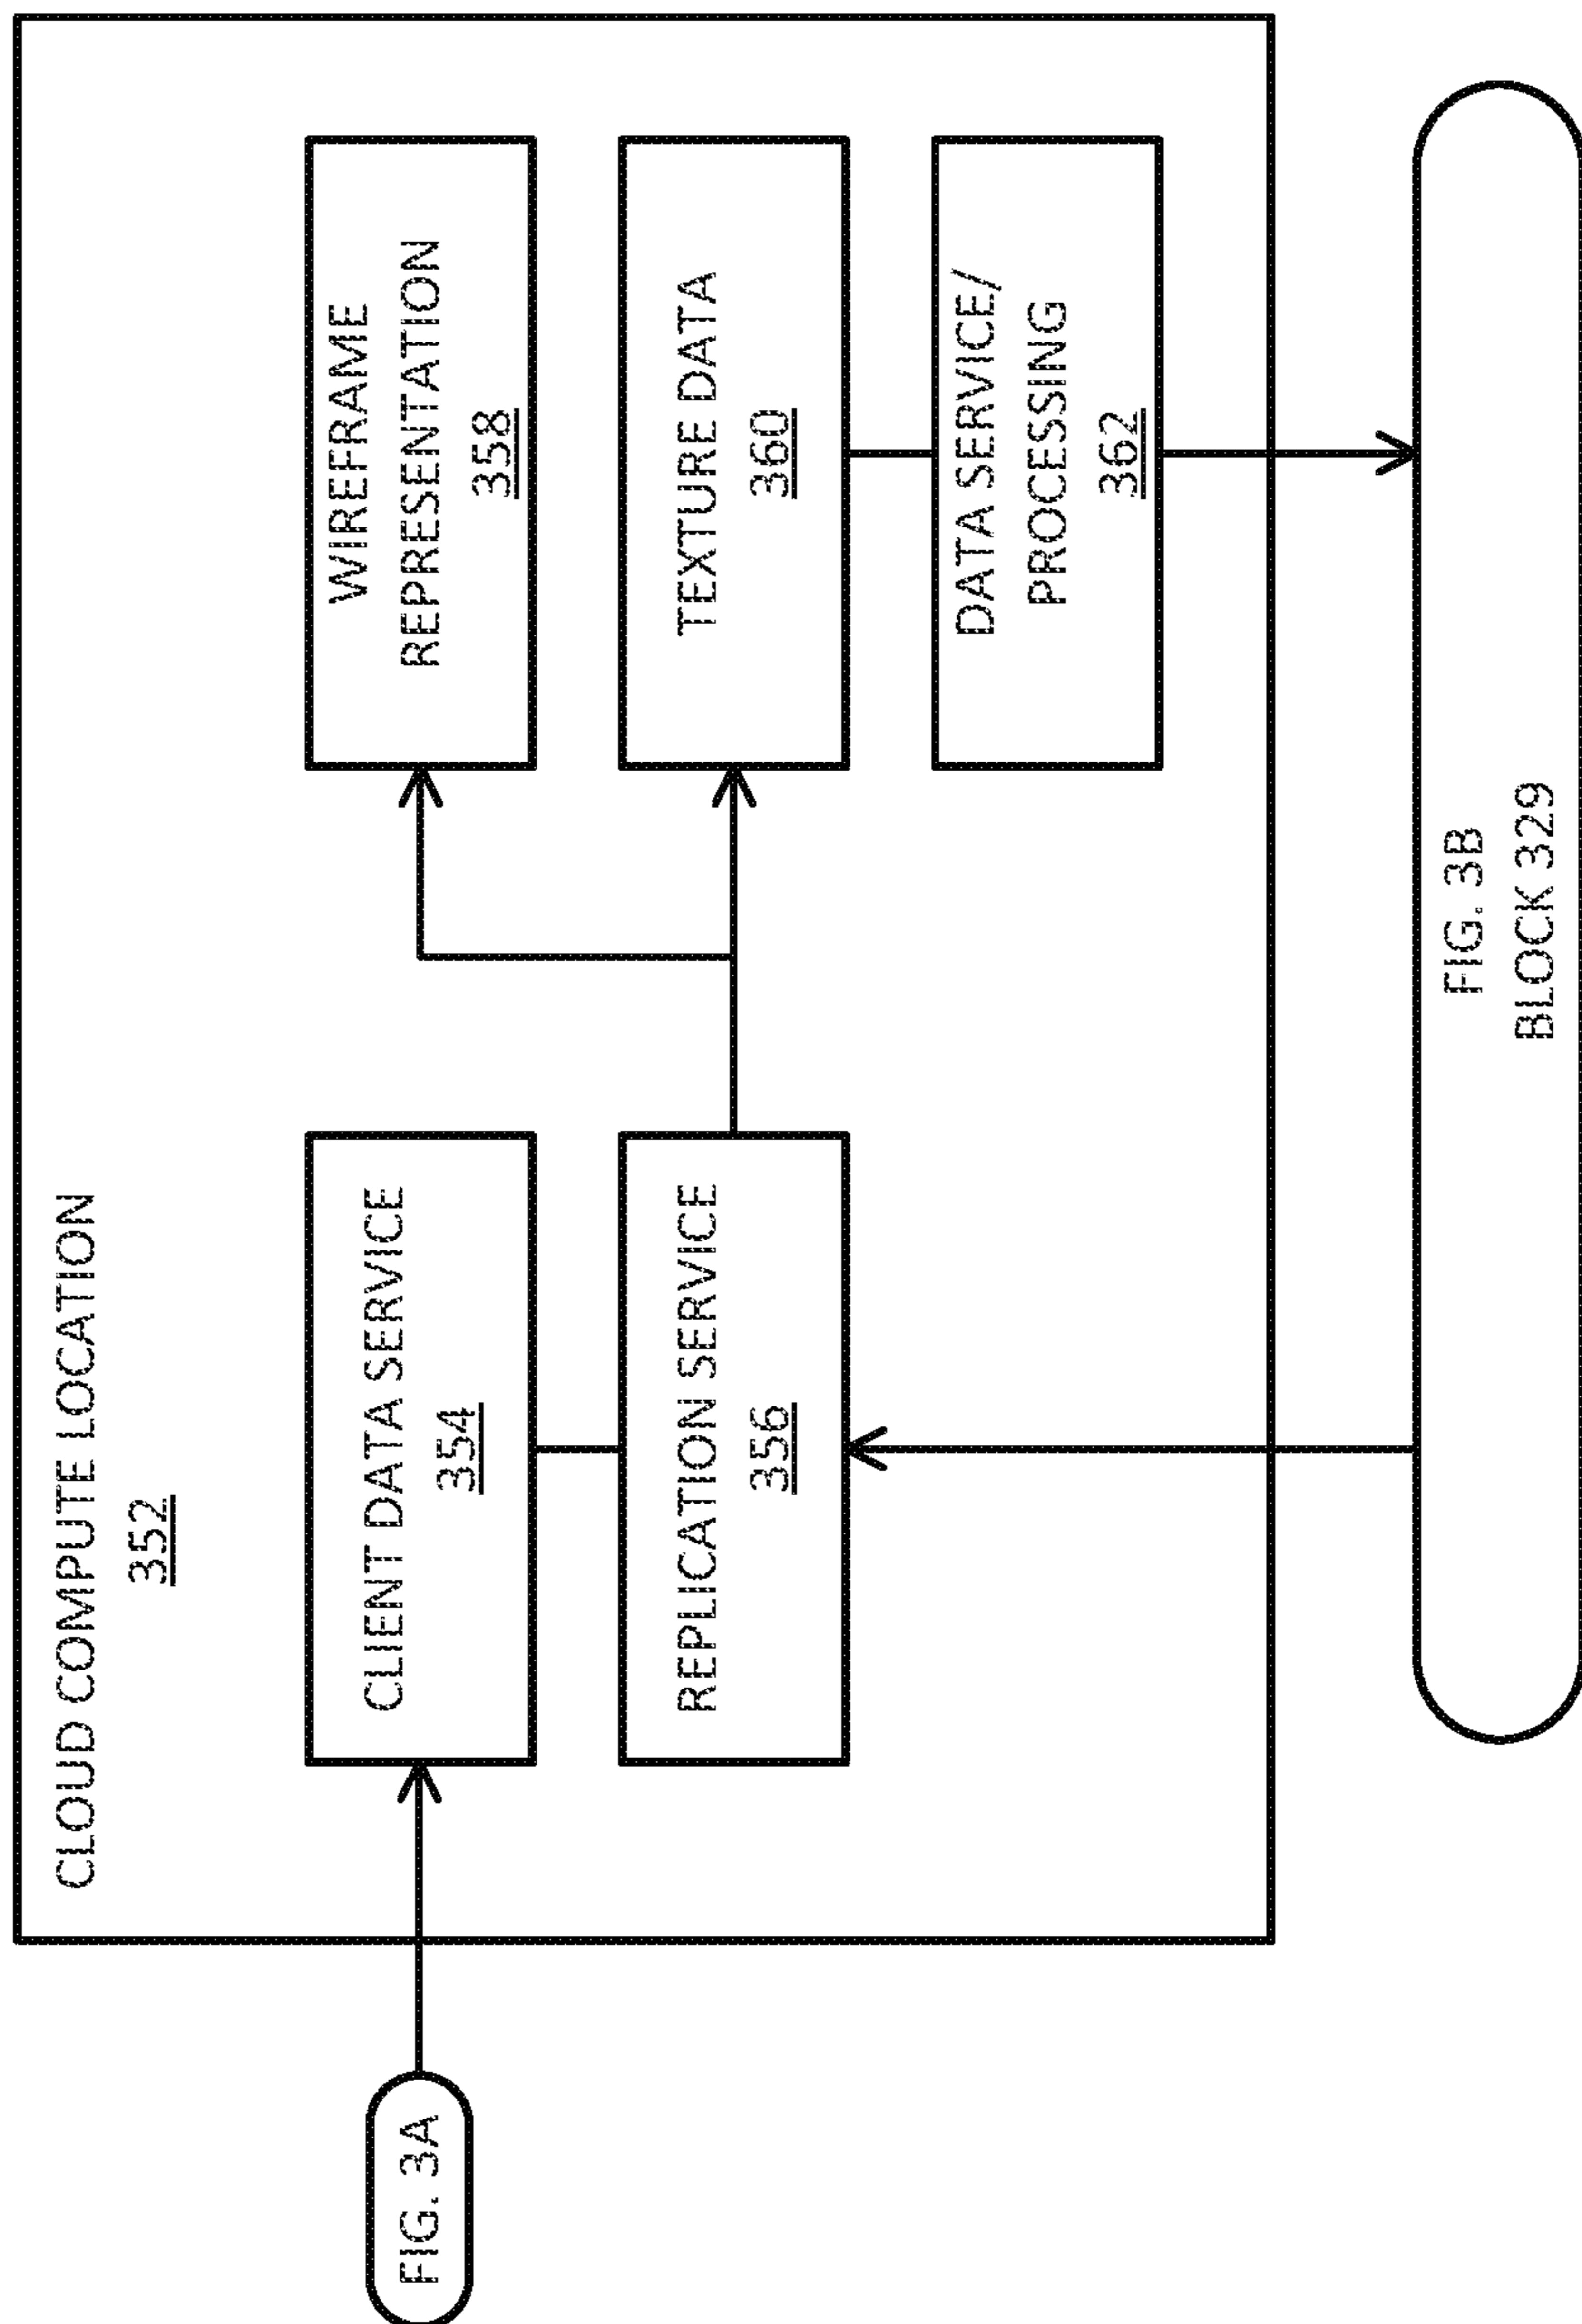 CLOUD COMPUTE LOCATION
352
FIG. 3A
CLIENT DATA SERVICE
354
WIREFRAME
REPRESENTATION
358
REPLICATION SERVICE
356
TEXTURE DATA
360
DATA SERVICE/
PROCESSING
362
FIG. 3B
BLOCK 329